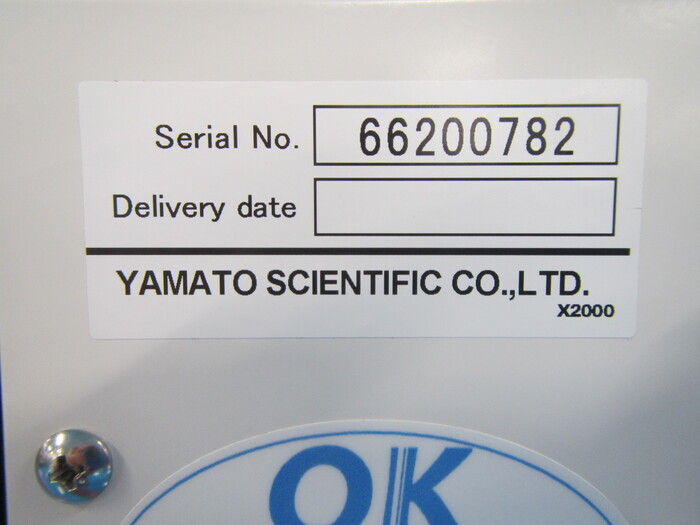 Serial No. 66200782
Delivery date
YAMATO SCIENTIFIC CO.,LTD.
X2000
OK